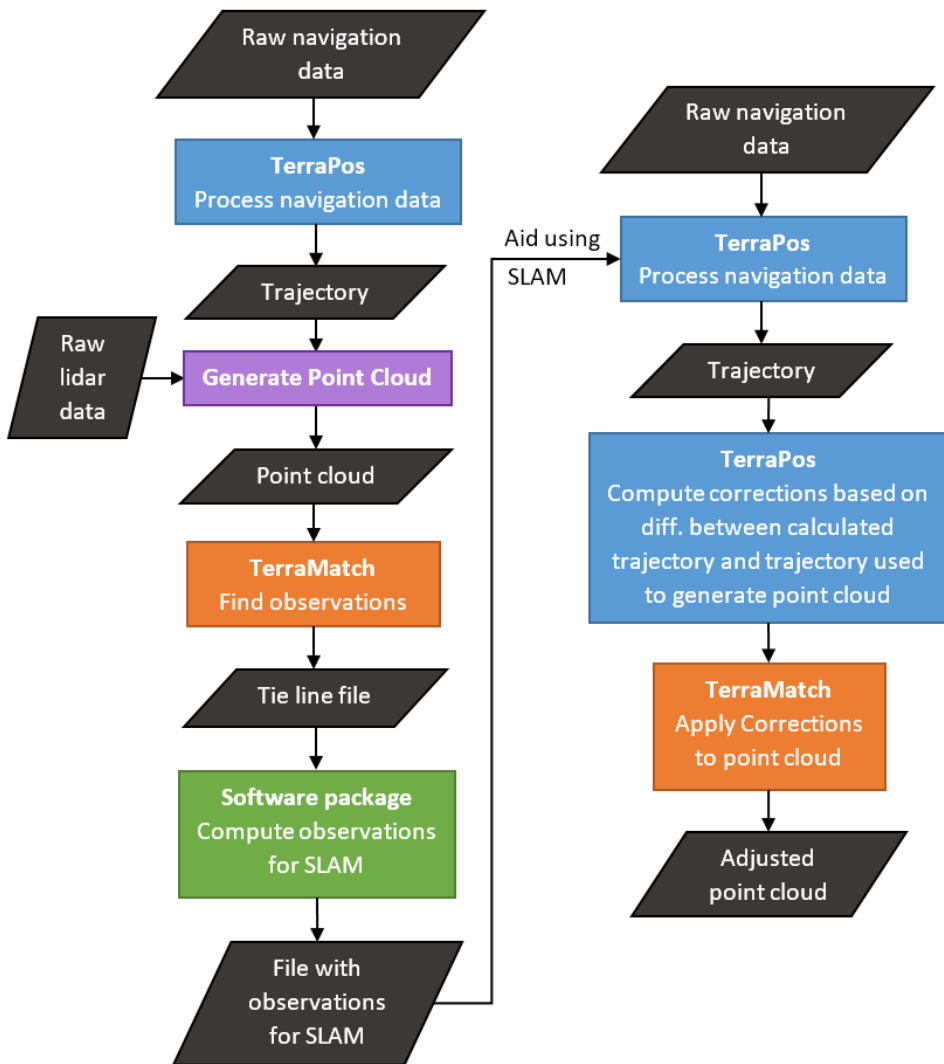 Raw navigation
data
TerraPos
Process navigation data
Trajectory
Raw
lidar
data
Generate Point Cloud
Point cloud
TerraMatch
Find observations
Tie line file
Software package
Compute observations
for SLAM
File with
observations
for SLAM
Aid using
SLAM
Raw navigation
data
TerraPos
Process navigation data
Trajectory
TerraPos
Compute corrections based on
diff. between calculated
trajectory and trajectory used
to generate point cloud
TerraMatch
Apply Corrections
to point cloud
Adjusted
point cloud